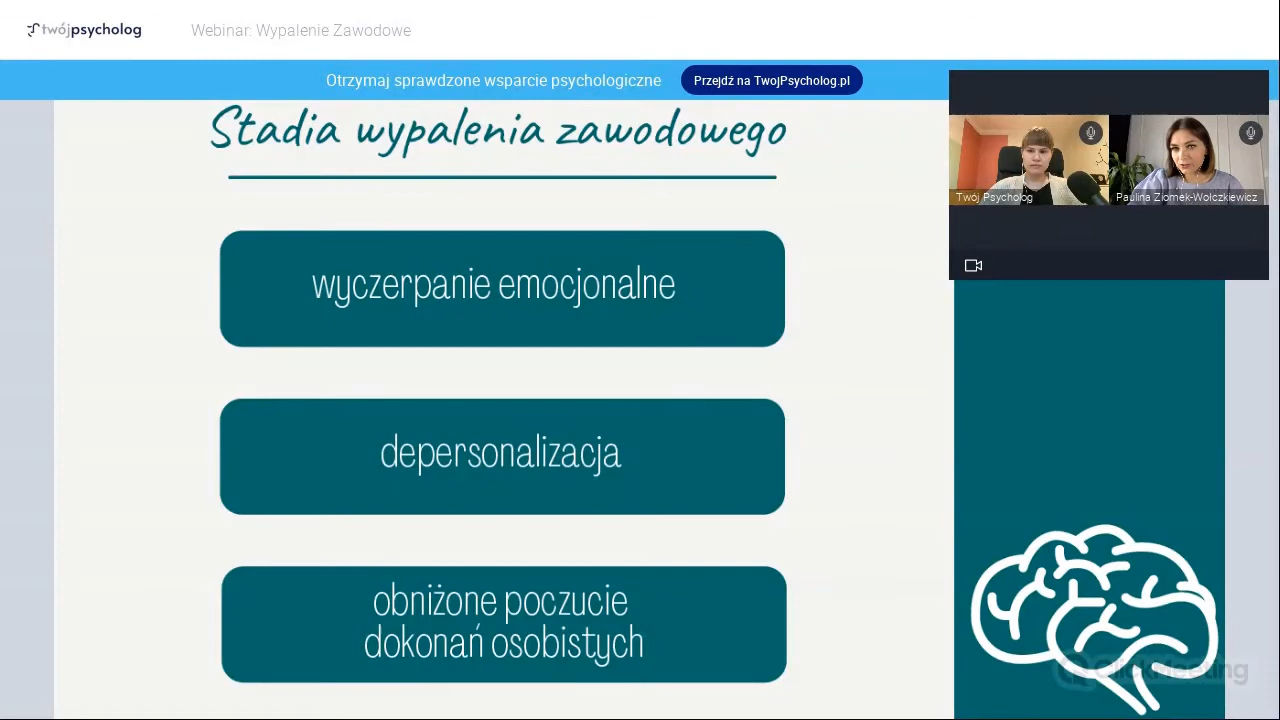 twójpsycholog
Webinar: Wypalenie Zawodowe
Otrzymaj sprawdzone wsparcie psychologiczne
Przejdź na TwojPsycholog.pl
Stadia wypalenia zawodowego
Twój Psycholog
Paulina Ziomek-Wołczkiewicz
wyczerpanie emocjonalne
depersonalizacja
obniżone poczucie
dokonań osobistych
ClickMeeting